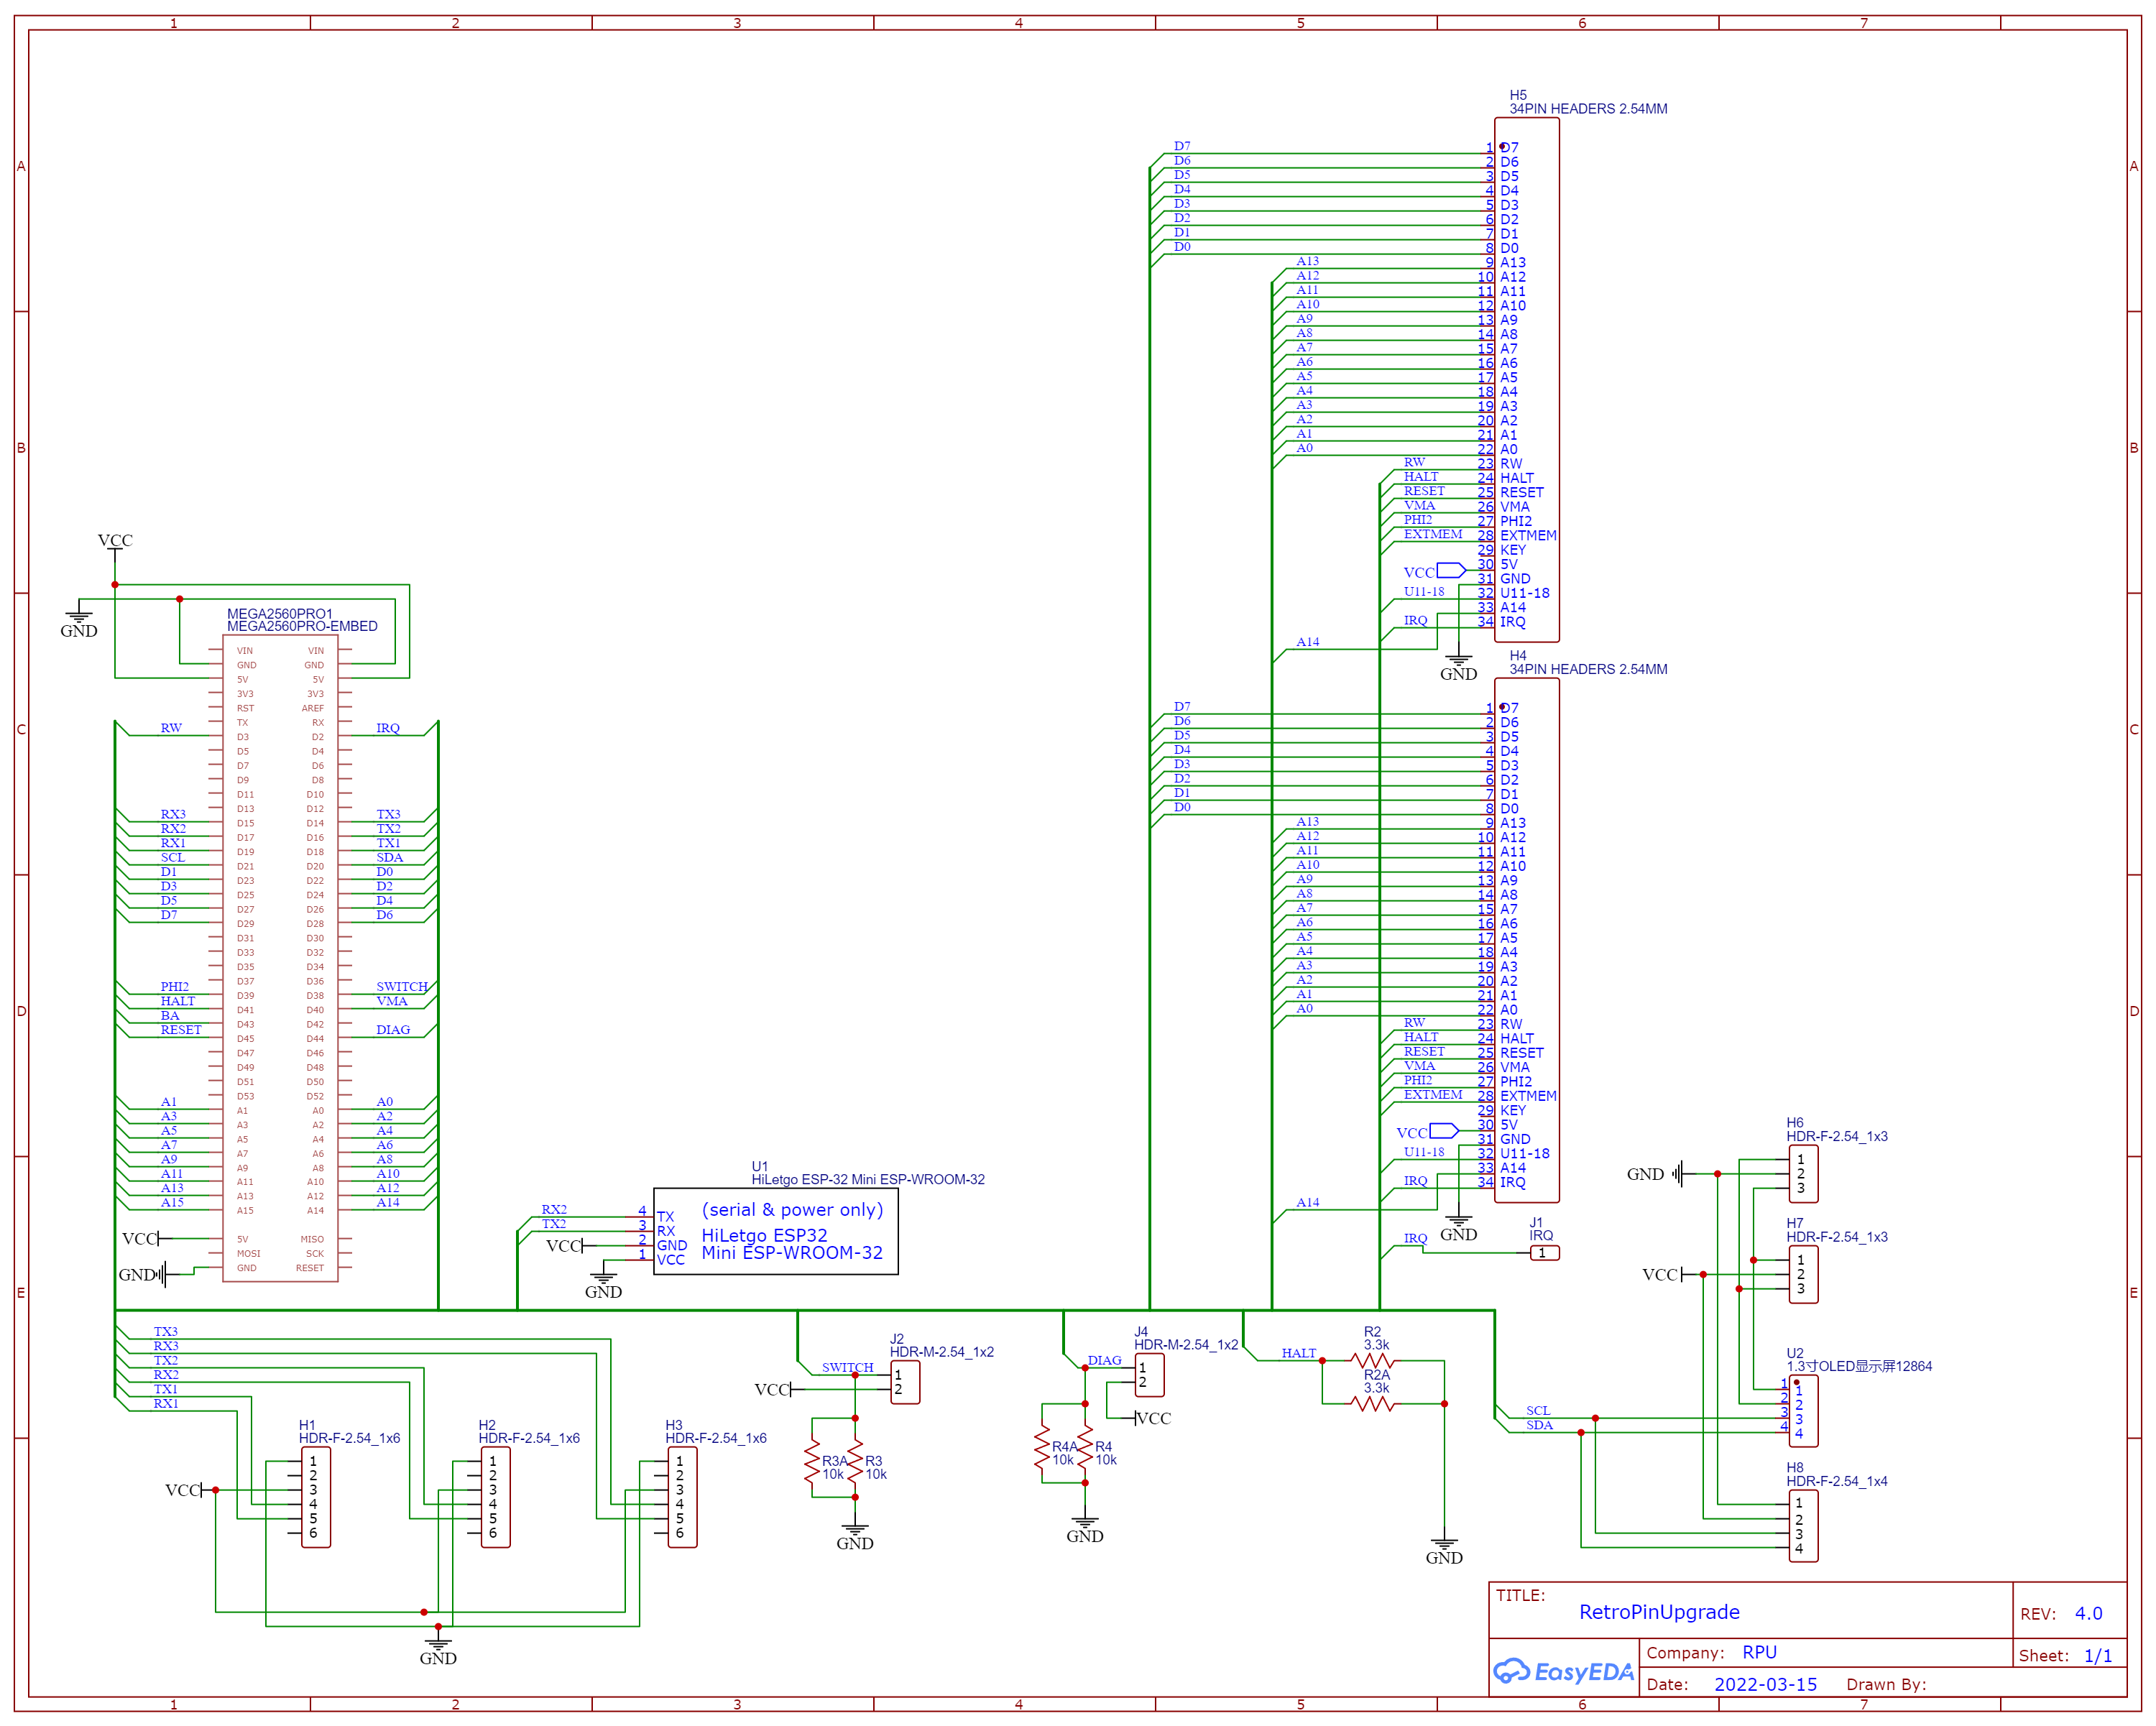 1 2 3 4 5 6 7
A A
B B
C C
D D
E E
H5
34PIN HEADERS 2.54MM
D7 1 D7
D6 2 D6
D5 3 D5
D4 4 D4
D3 5 D3
D2 6 D2
D1 7 D1
D0 8 D0
A13 9 A13
A12 10 A12
A11 11 A11
A10 12 A10
A9 13 A9
A8 14 A8
A7 15 A7
A6 16 A6
A5 17 A5
A4 18 A4
A3 19 A3
A2 20 A2
A1 21 A1
A0 22 A0
RW 23 RW
HALT 24 HALT
RESET 25 RESET
VMA 26 VMA
PHI2 27 PHI2
EXTMEM 28 EXTMEM
29 KEY
VCC 30 5V
31 GND
U11-18 32 U11-18
33 A14
IRQ 34 IRQ
A14
GND
H4
34PIN HEADERS 2.54MM
D7 1 D7
D6 2 D6
D5 3 D5
D4 4 D4
D3 5 D3
D2 6 D2
D1 7 D1
D0 8 D0
A13 9 A13
A12 10 A12
A11 11 A11
A10 12 A10
A9 13 A9
A8 14 A8
A7 15 A7
A6 16 A6
A5 17 A5
A4 18 A4
A3 19 A3
A2 20 A2
A1 21 A1
A0 22 A0
RW 23 RW
HALT 24 HALT
RESET 25 RESET
VMA 26 VMA
PHI2 27 PHI2
EXTMEM 28 EXTMEM
29 KEY
VCC 30 5V
31 GND
U11-18 32 U11-18
33 A14
IRQ 34 IRQ
A14
GND
J1
IRQ
IRQ 1
VCC
GND
MEGA2560PRO1
MEGA2560PRO-EMBED
VIN VIN
GND GND
5V 5V
3V3 3V3
RST AREF
TX RX
RW D3 D2 IRQ
D5 D4
D7 D6
D9 D8
D11 D10
D13 D12
RX3 D15 D14 TX3
RX2 D17 D16 TX2
RX1 D19 D18 TX1
SCL D21 D20 SDA
D1 D23 D22 D0
D3 D25 D24 D2
D5 D27 D26 D4
D7 D29 D28 D6
D31 D30
D33 D32
D35 D34
D37 D36
PHI2 D39 D38 SWITCH
HALT D41 D40 VMA
BA D43 D42
RESET D45 D44 DIAG
D47 D46
D49 D48
D51 D50
D53 D52
A1 A1 A0 A0
A3 A3 A2 A2
A5 A5 A4 A4
A7 A7 A6 A6
A9 A9 A8 A8
A11 A11 A10 A10
A13 A13 A12 A12
A15 A15 A14 A14
VCC 5V MISO
MOSI SCK
GND GND RESET
U1
HiLetgo ESP-32 Mini ESP-WROOM-32
RX2 4 TX (serial & power only)
TX2 3 RX HiLetgo ESP32
VCC 2 GND Mini ESP-WROOM-32
1 VCC
GND
TX3
RX3
TX2
RX2
TX1
RX1
H1
HDR-F-2.54_1x6
1
2
VCC 3
4
5
6
H2
HDR-F-2.54_1x6
1
2
3
4
5
6
H3
HDR-F-2.54_1x6
1
2
3
4
5
6
GND
J2
HDR-M-2.54_1x2
SWITCH 1
VCC 2
R3A
10k
R3
10k
GND
J4
HDR-M-2.54_1x2
DIAG 1
2
VCC
R4A
10k
R4
10k
GND
HALT
R2
3.3k
R2A
3.3k
GND
H6
HDR-F-2.54_1x3
1
GND 2
3
H7
HDR-F-2.54_1x3
1
VCC 2
3
U2
1.3寸OLED显示屏12864
1 1
2 2
SCL 3 3
SDA 4 4
H8
HDR-F-2.54_1x4
1
2
3
4
TITLE:
RetroPinUpgrade
REV: 4.0
EasyEDA
Company: RPU
Sheet: 1/1
Date: 2022-03-15 Drawn By:
1 2 3 4 5 6 7